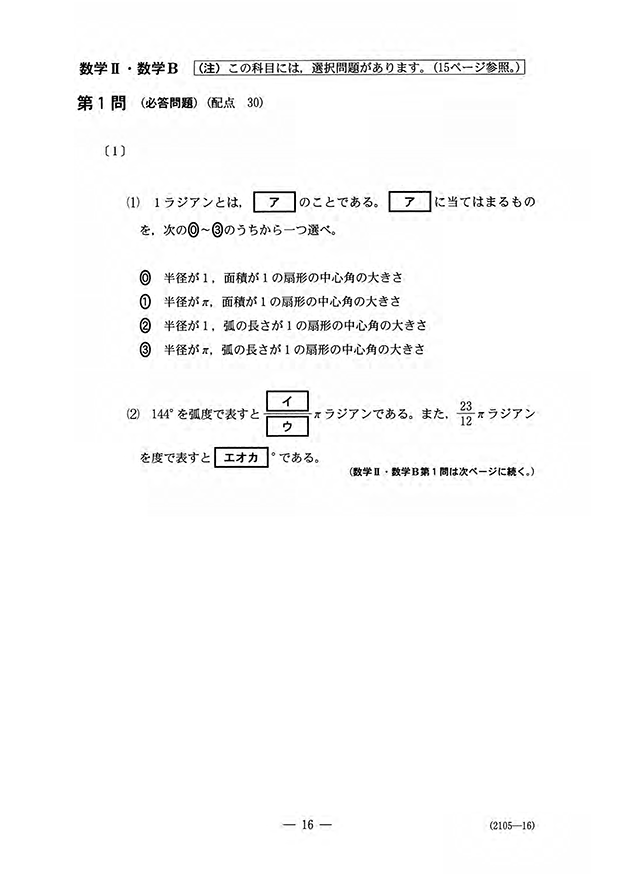 数学Ⅱ・数学B （注）この科目には，選択問題があります。（15ページ参照。）
第1問 （必答問題）（配点 30）
〔1〕
⑴ 1ラジアンとは， ア のことである。 ア に当てはまるもの
を，次の⓪～③のうちから一つ選べ。
⓪ 半径が1，面積が1の扇形の中心角の大きさ
① 半径がπ，面積が1の扇形の中心角の大きさ
② 半径が1，弧の長さが1の扇形の中心角の大きさ
③ 半径がπ，弧の長さが1の扇形の中心角の大きさ
⑵ 144°を弧度で表すと イ/ウ πラジアンである。また，23/12 πラジアン
を度で表すと エオカ °である。
（数学Ⅱ・数学B第1問は次ページに続く。）
— 16 —
(2105—16)